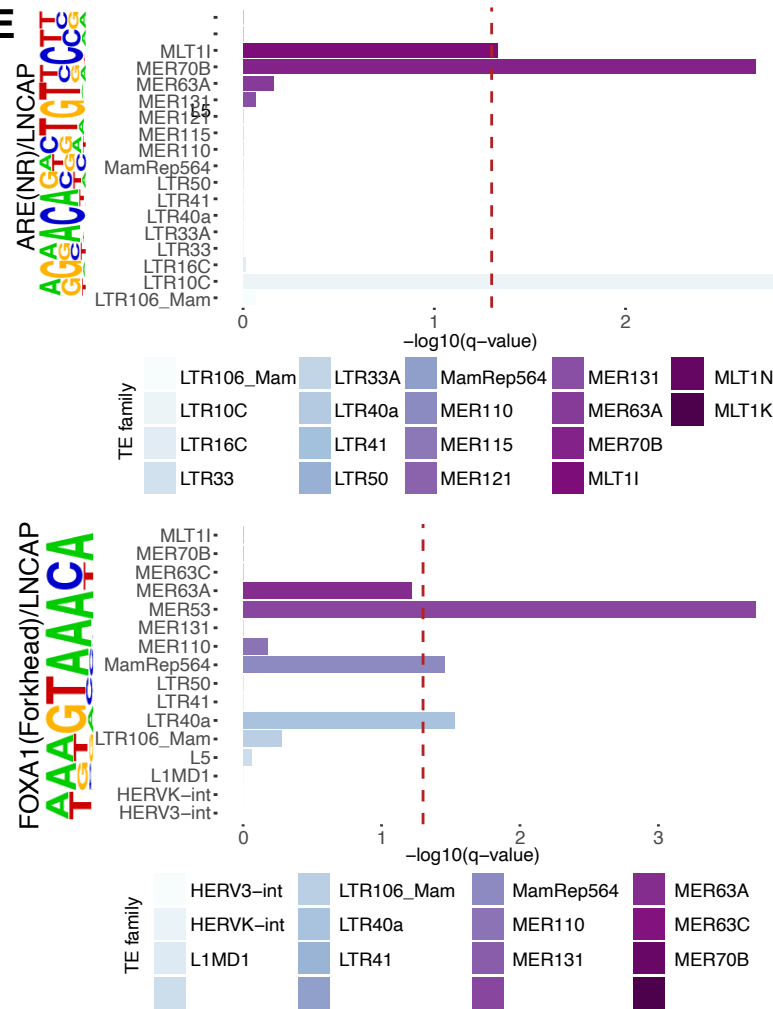 E
ARE(NR)/LNCAP
MLT1I
MER70B
MER63A
MER131
L5
MER121
MER115
MER110
MamRep564
LTR50
LTR41
LTR40a
LTR33A
LTR33
LTR16C
LTR10C
LTR106_Mam
0 1 2
−log10(q−value)
TE family
LTR106_Mam LTR33A MamRep564 MER131 MLT1N
LTR10C LTR40a MER110 MER63A MLT1K
LTR16C LTR41 MER115 MER70B
LTR33 LTR50 MER121 MLT1I
FOXA1(Forkhead)/LNCAP
MLT1I
MER70B
MER63C
MER63A
MER53
MER131
MER110
MamRep564
LTR50
LTR41
LTR40a
LTR106_Mam
L5
L1MD1
HERVK−int
HERV3−int
0 1 2 3
−log10(q−value)
TE family
HERV3−int LTR106_Mam MamRep564 MER63A
HERVK−int LTR40a MER110 MER63C
L1MD1 LTR41 MER131 MER70B